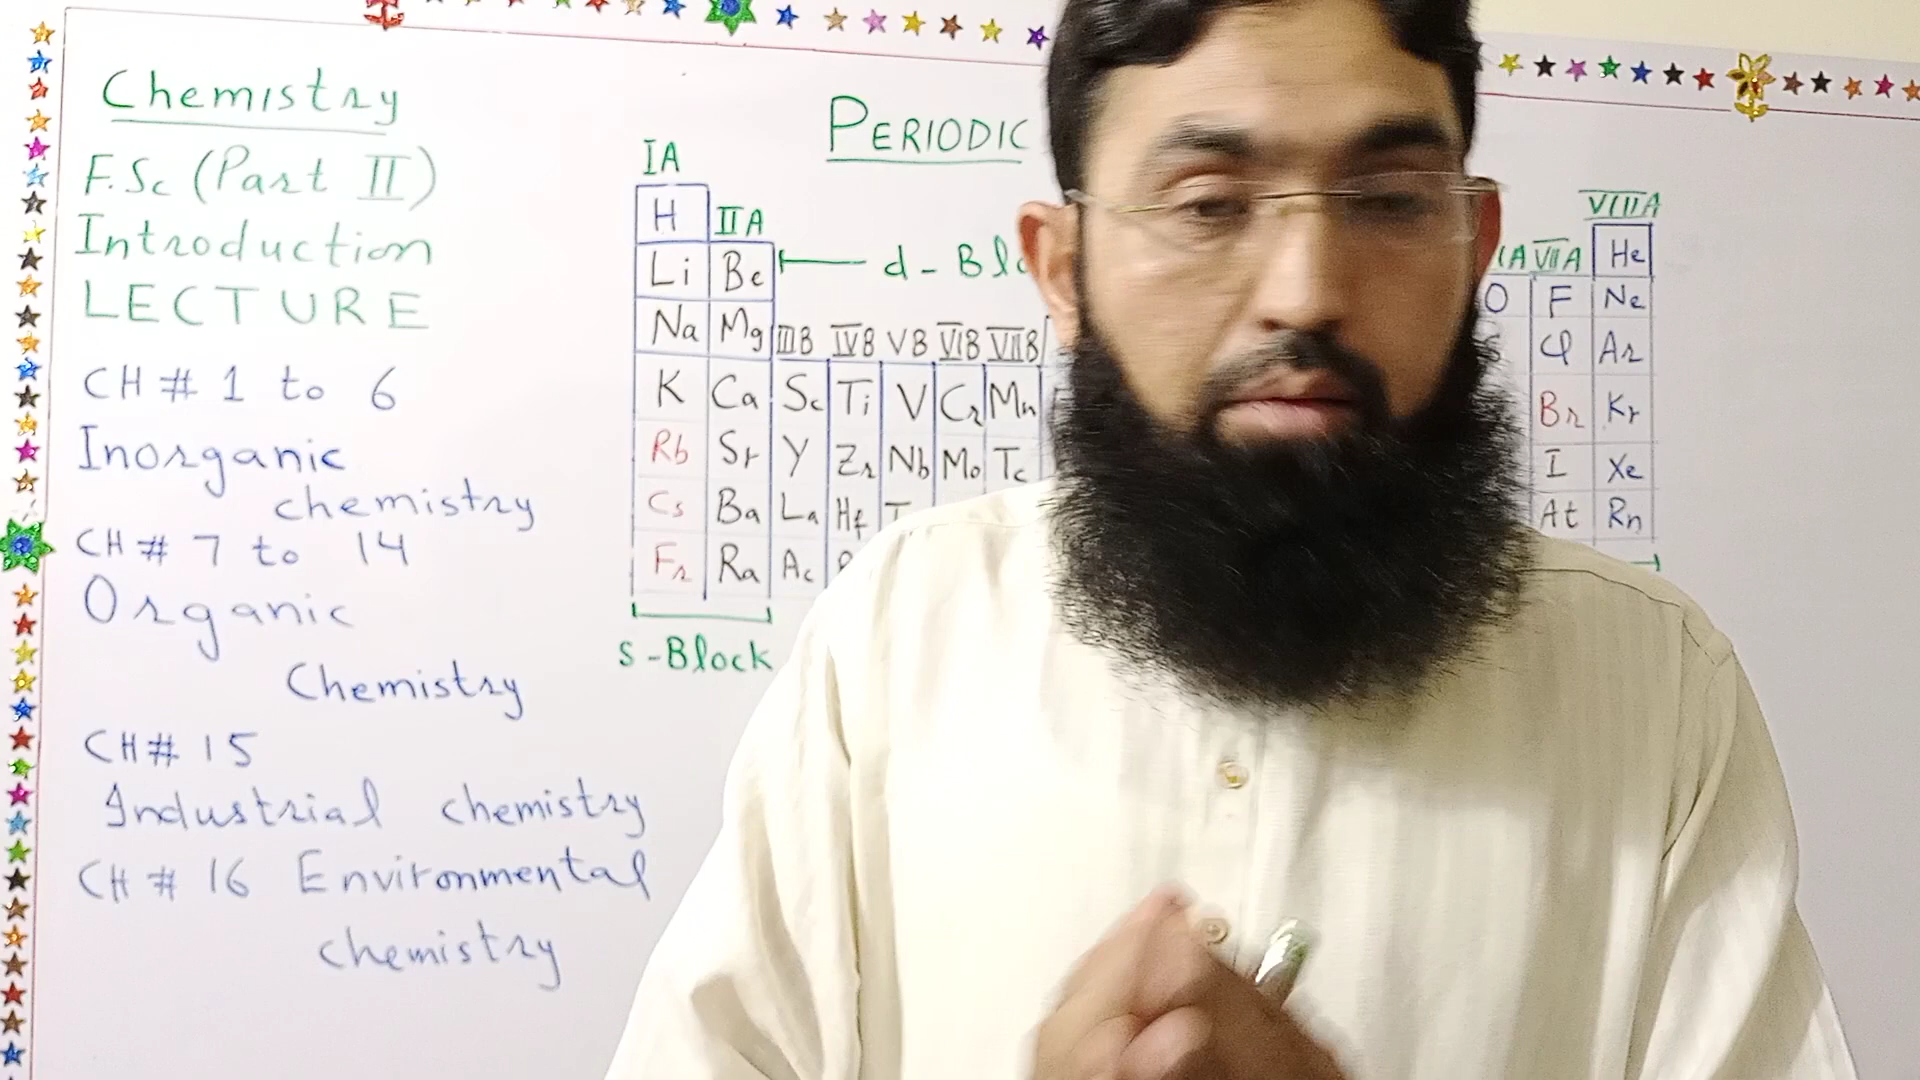 Chemistry
F.Sc (Part II)
Introduction
LECTURE
CH # 1 to 6
Inorganic
chemistry
CH # 7 to 14
Organic
Chemistry
CH # 15
Industrial chemistry
CH # 16 Environmental
chemistry
PERIODIC
IA VIIIA
H IIA VIIA He
Li Be d-Blo O F Ne
Na Mg IIIB IVB VB VIB VIIB S Cl Ar
K Ca Sc Ti V Cr Mn Br Kr
Rb Sr Y Zr Nb Mo Tc I Xe
Cs Ba La Hf At Rn
Fr Ra Ac
s-Block